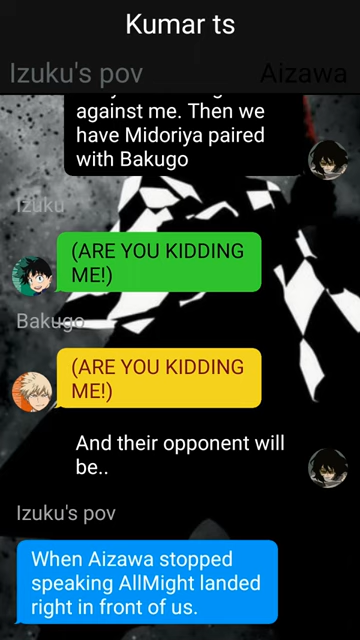 Kumar ts
Izuku's pov
Aizawa
against me. Then we
have Midoriya paired
with Bakugo
Izuku
(ARE YOU KIDDING
ME!)
Bakugo
(ARE YOU KIDDING
ME!)
And their opponent will
be..
Izuku's pov
When Aizawa stopped
speaking AllMight landed
right in front of us.